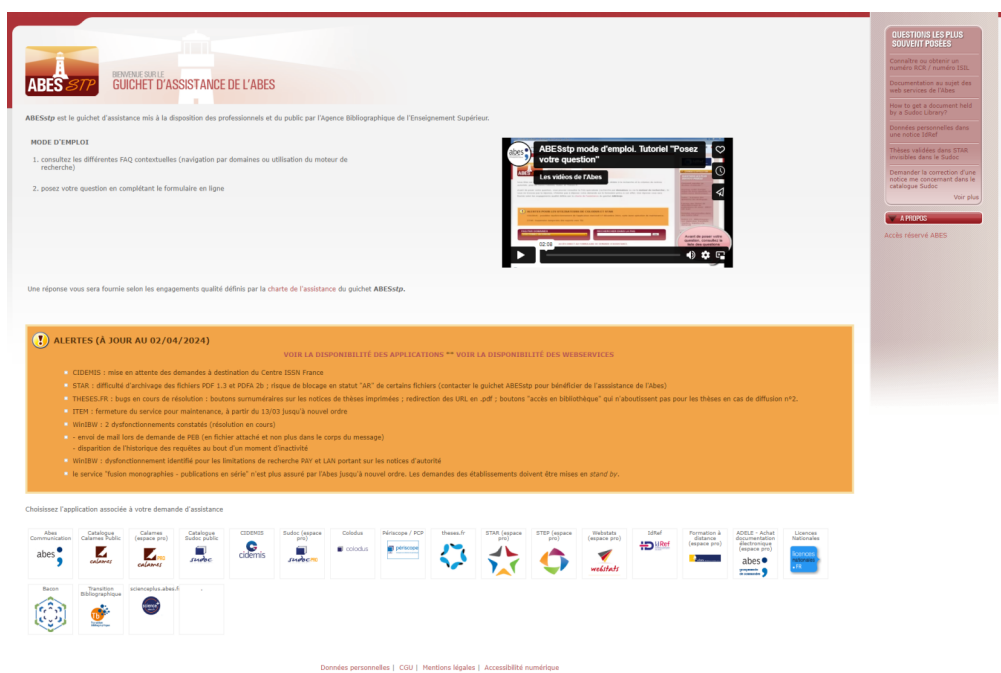 ABES STP
BIENVENUE SUR LE
GUICHET D'ASSISTANCE DE L'ABES
ABESstp est le guichet d'assistance mis à la disposition des professionnels et du public par l'Agence Bibliographique de l'Enseignement Supérieur.
MODE D'EMPLOI
1. consultez les différentes FAQ contextuelles (navigation par domaines ou utilisation du moteur de
recherche)
2. posez votre question en complétant le formulaire en ligne
abes
ABESstp mode d'emploi. Tutoriel "Posez
votre question"
Les vidéos de l'Abes
02:16
Une réponse vous sera fournie selon les engagements qualité définis par la charte de l'assistance du guichet ABESstp.
ALERTES (À JOUR AU 02/04/2024)
VOIR LA DISPONIBILITÉ DES APPLICATIONS ** VOIR LA DISPONIBILITÉ DES WEBSERVICES
CIDEMIS : mise en attente des demandes à destination du Centre ISSN France
STAR : difficulté d'archivage des fichiers PDF 1.3 et PDFA 2b ; risque de blocage en statut "AR" de certains fichiers (contacter le guichet ABESstp pour bénéficier de l'asssistance de l'Abes)
THESES.FR : bugs en cours de résolution : boutons surnuméraires sur les notices de thèses imprimées ; redirection des URL en .pdf ; boutons "accès en bibliothèque" qui n'aboutissent pas pour les thèses en cas de diffusion n°2.
ITEM : fermeture du service pour maintenance, à partir du 13/03 jusqu'à nouvel ordre
WinIBW : 2 dysfonctionnements constatés (résolution en cours)
- envoi de mail lors de demande de PEB (en fichier attaché et non plus dans le corps du message)
- disparition de l'historique des requêtes au bout d'un moment d'inactivité
WinIBW : dysfonctionnement identifié pour les limitations de recherche PAY et LAN portant sur les notices d'autorité
le service "fusion monographies - publications en série" n'est plus assuré par l'Abes jusqu'à nouvel ordre. Les demandes des établissements doivent être mises en stand by.
Choisissez l'application associée à votre demande d'assistance
Abes
Communication
abes
Catalogue
Calames Public
calames
Calames
(espace pro)
calames
Catalogue
Sudoc public
sudoc
CIDEMIS
cidemis
Sudoc (espace
pro)
sudoc
Colodus
colodus
Périscope / PCP
périscope
theses.fr
STAR (espace
pro)
STEP (espace
pro)
Webstats
(espace pro)
webstats
IdRef
IdRef
Formation à
distance
(espace pro)
ADELE - Achat
documentation
électronique
(espace pro)
abes
Licences
Nationales
licences
nationales
.FR
Bacon
Transition
Bibliographique
Tb
scienceplus.abes.fr
science
.
Données personnelles | CGU | Mentions légales | Accessibilité numérique
QUESTIONS LES PLUS
SOUVENT POSÉES
Connaître ou obtenir un
numéro RCR / numéro ISIL
Documentation au sujet des
web services de l'Abes
How to get a document held
by a Sudoc Library?
Données personnelles dans
une notice IdRef
Thèses validées dans STAR
invisibles dans le Sudoc
Demander la correction d'une
notice me concernant dans le
catalogue Sudoc
Voir plus
A PROPOS
Accès réservé ABES